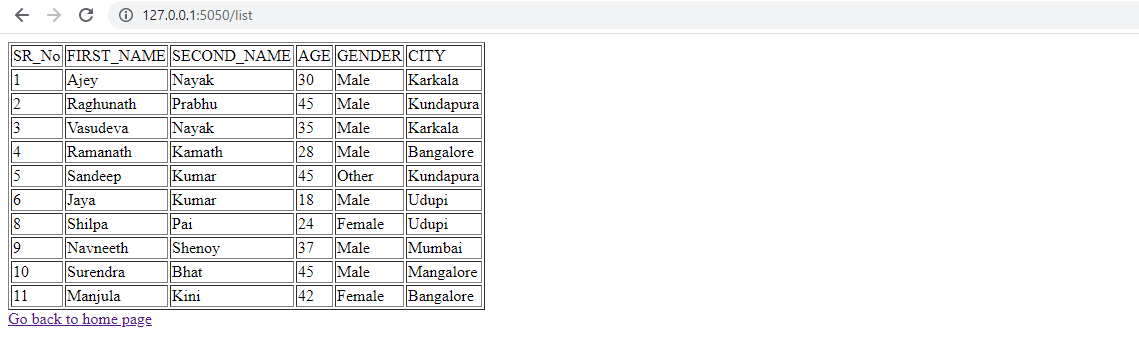 127.0.0.1:5050/list
SR_No FIRST_NAME SECOND_NAME AGE GENDER CITY
1 Ajey Nayak 30 Male Karkala
2 Raghunath Prabhu 45 Male Kundapura
3 Vasudeva Nayak 35 Male Karkala
4 Ramanath Kamath 28 Male Bangalore
5 Sandeep Kumar 45 Other Kundapura
6 Jaya Kumar 18 Male Udupi
8 Shilpa Pai 24 Female Udupi
9 Navneeth Shenoy 37 Male Mumbai
10 Surendra Bhat 45 Male Mangalore
11 Manjula Kini 42 Female Bangalore
Go back to home page